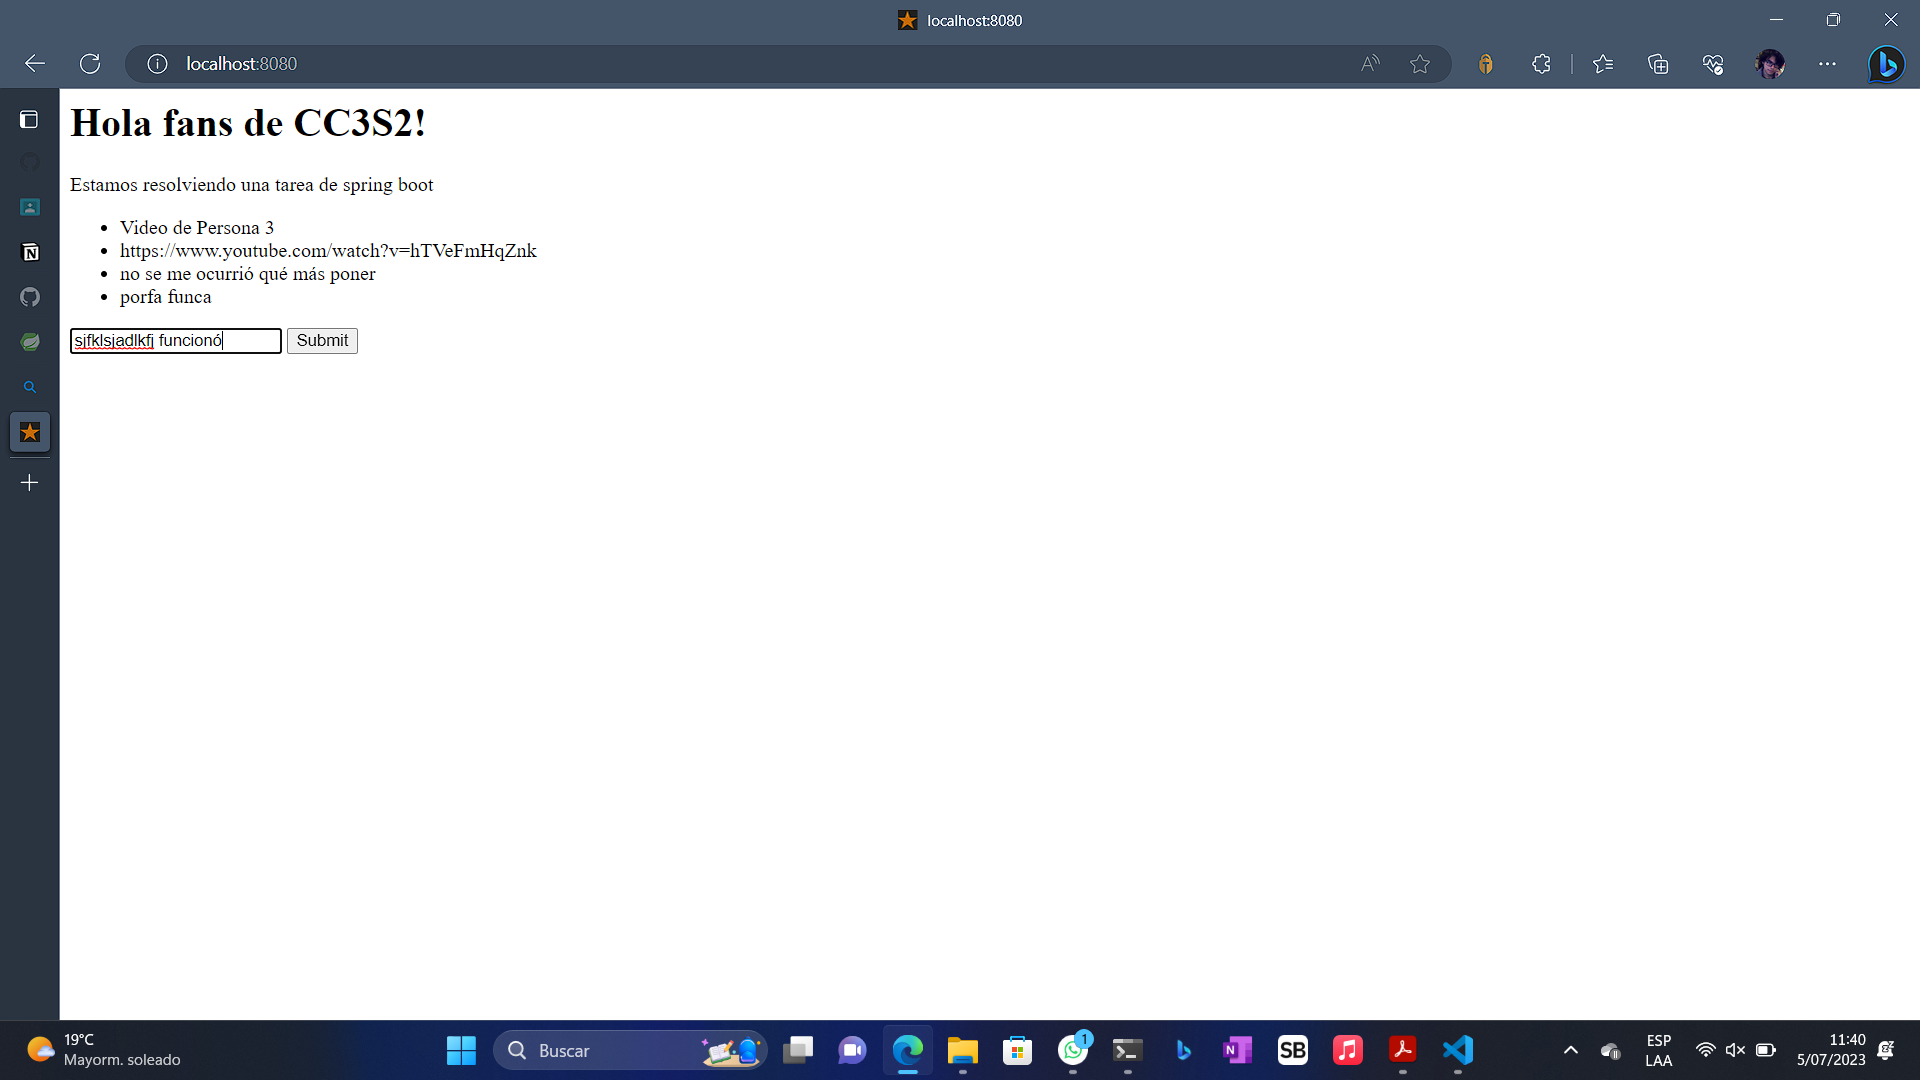 localhost:8080
localhost:8080
Hola fans de CC3S2!
Estamos resolviendo una tarea de spring boot
Video de Persona 3
https://www.youtube.com/watch?v=hTVeFmHqZnk
no se me ocurrió qué más poner
porfa funca
sjfklsjadlkfj funcionó
Submit
19°C
Mayorm. soleado
Buscar
1
N
SB
ESP
LAA
11:40
5/07/2023